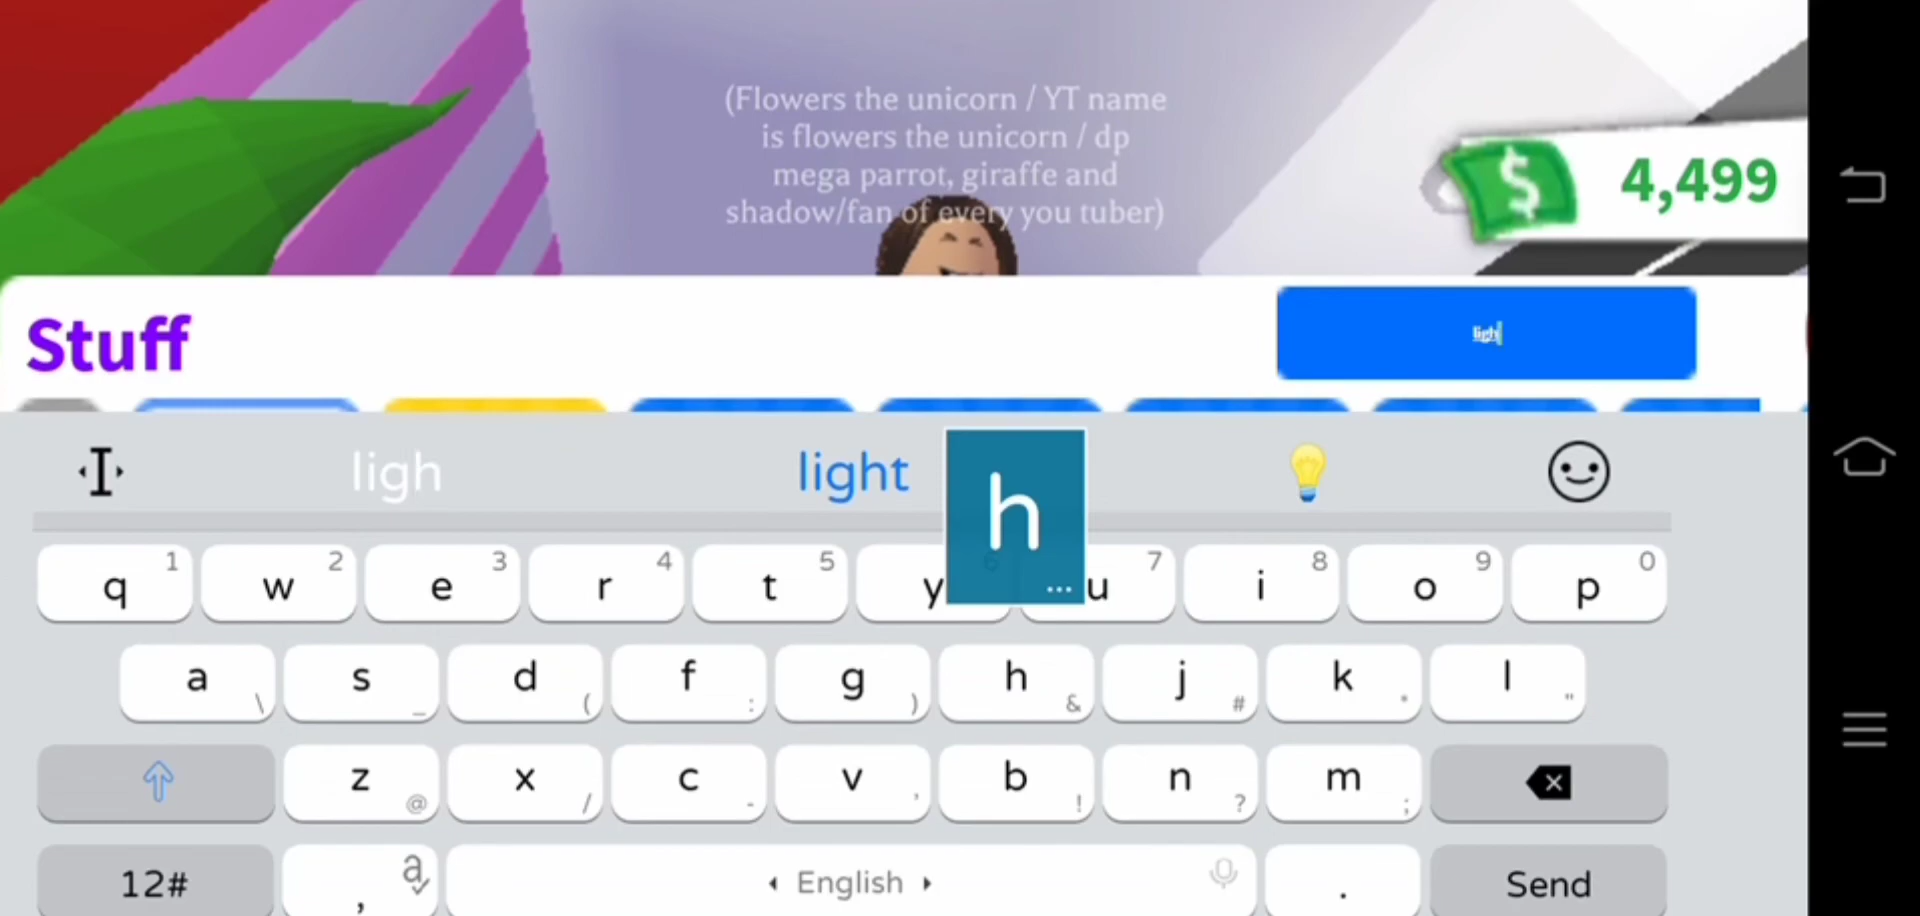 (Flowers the unicorn / YT name
is flowers the unicorn / dp
mega parrot, giraffe and
shadow/fan of every you tuber)
$ 4,499
Stuff
ligh
ligh light
h ...
q 1 w 2 e 3 r 4 t 5 y 6 u 7 i 8 o 9 p 0
a \ s _ d ( f : g ) h & j # k * l "
z @ x / c - v ' b ! n ? m ;
12# , a English . Send